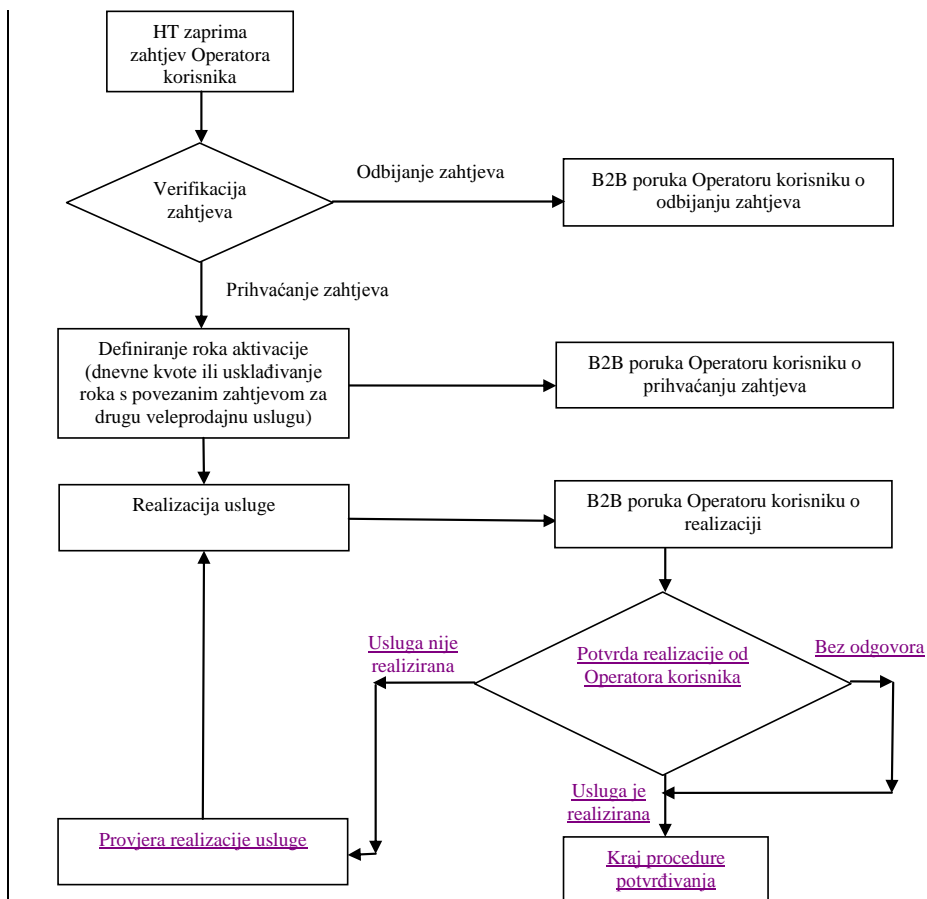 HT zaprima
zahtjev Operatora
korisnika
Verifikacija
zahtjeva
Odbijanje zahtjeva
B2B poruka Operatoru korisniku o
odbijanju zahtjeva
Prihvaćanje zahtjeva
Definiranje roka aktivacije
(dnevne kvote ili usklađivanje
roka s povezanim zahtjevom za
drugu veleprodajnu uslugu)
B2B poruka Operatoru korisniku o
prihvaćanju zahtjeva
Realizacija usluge
B2B poruka Operatoru korisniku o
realizaciji
Usluga nije
realizirana
Potvrda realizacije od
Operatora korisnika
Bez odgovora
Usluga je
realizirana
Provjera realizacije usluge
Kraj procedure
potvrđivanja